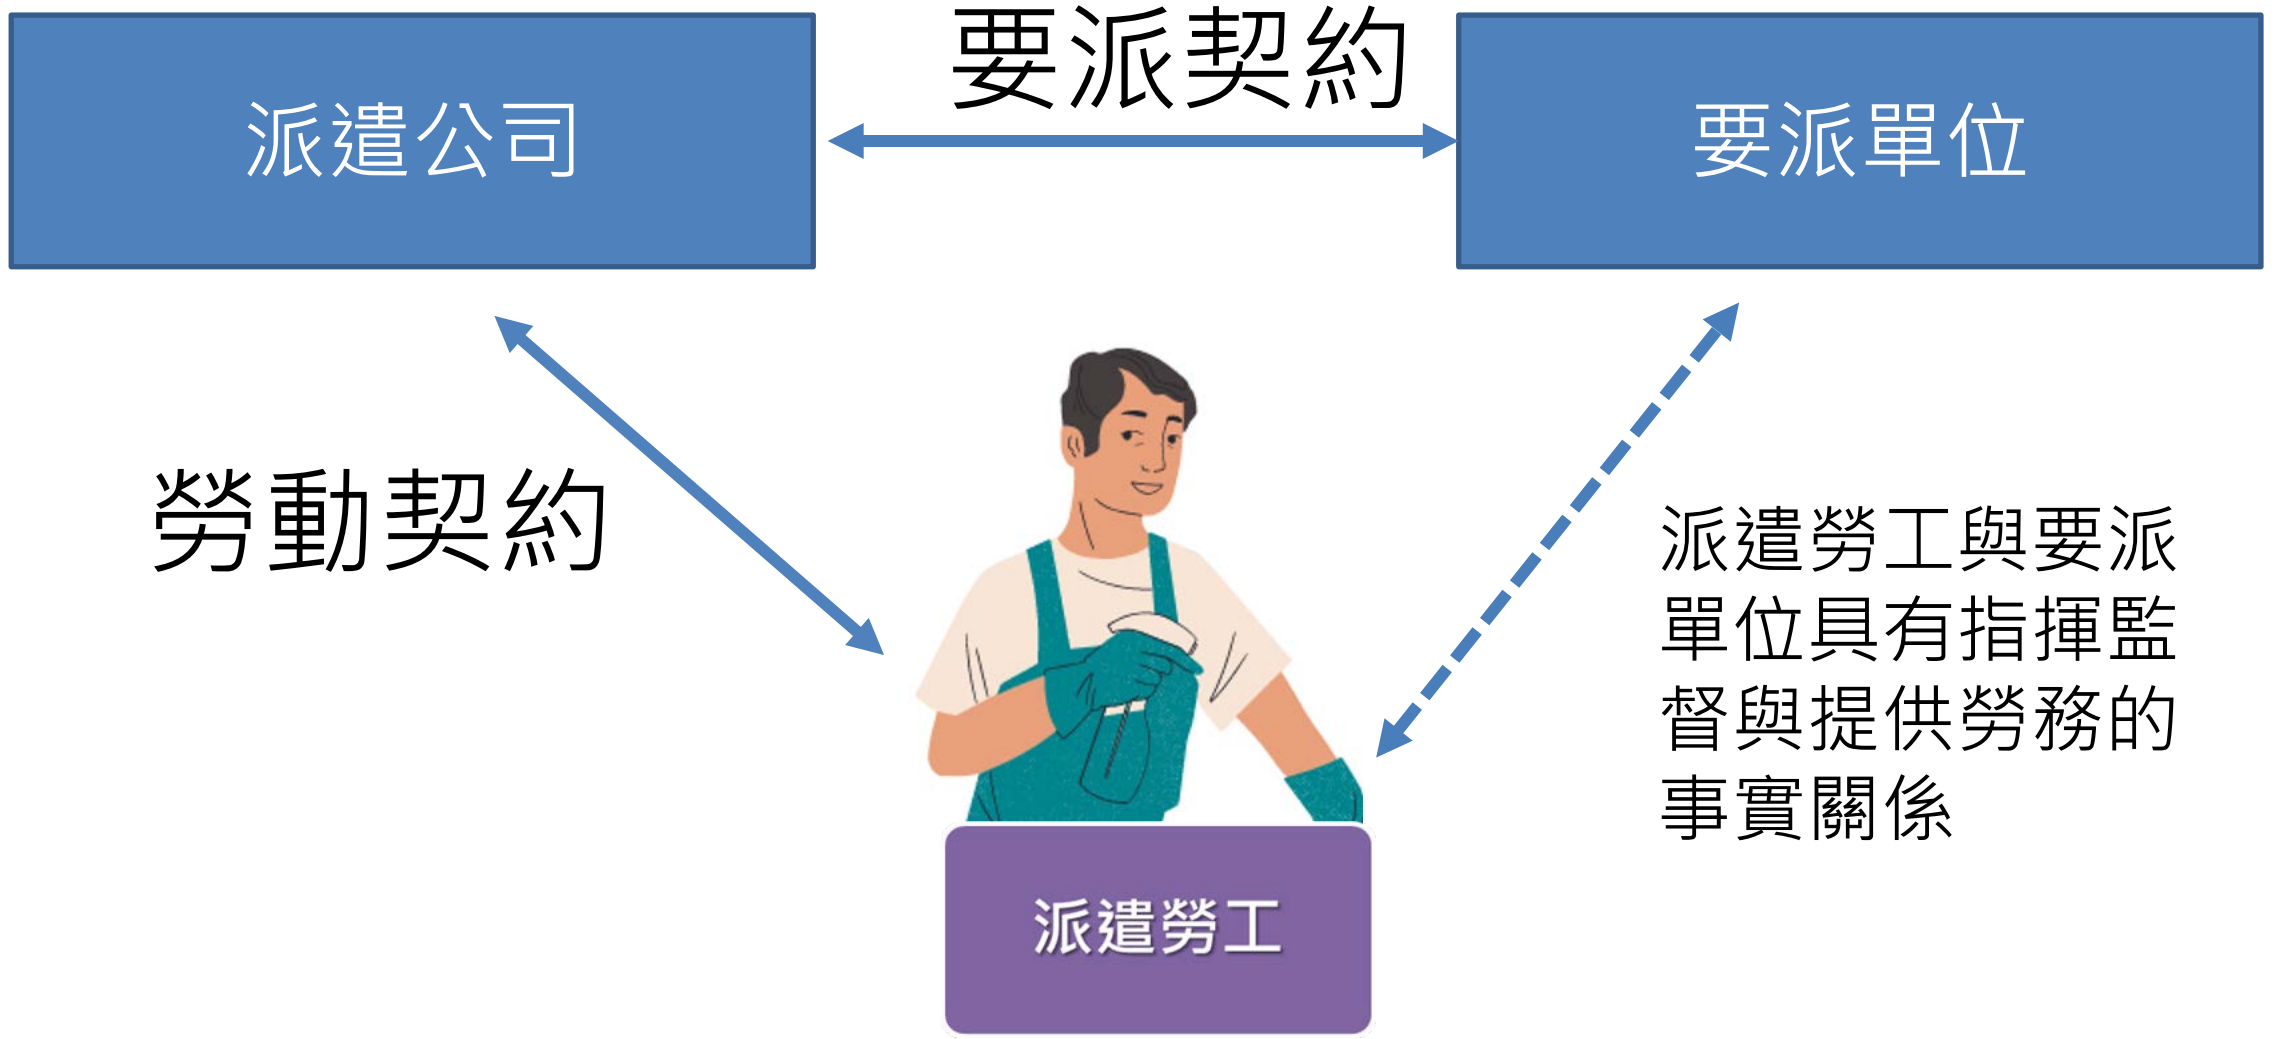 要派契約
派遣公司
要派單位
勞動契約
派遣勞工與要派
單位具有指揮監
督與提供勞務的
事實關係
派遣勞工